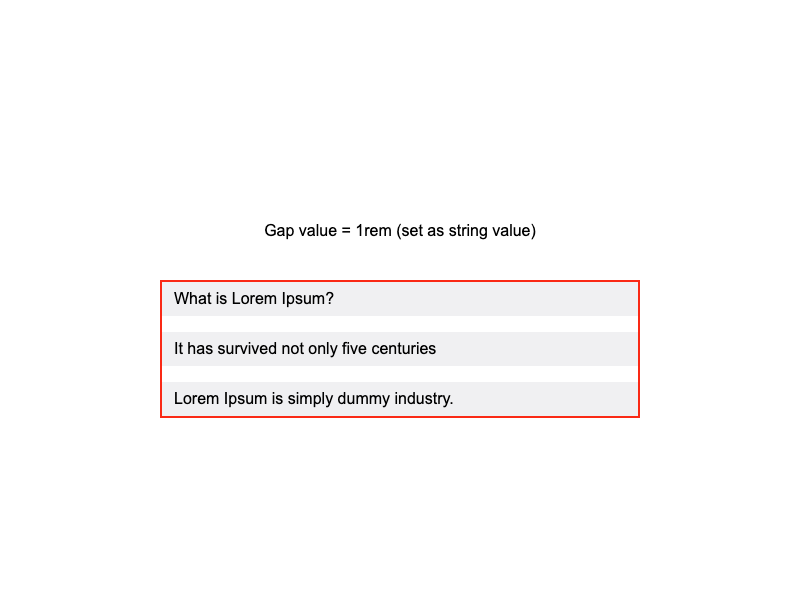 Gap value = 1rem (set as string value)
What is Lorem Ipsum?
It has survived not only five centuries
Lorem Ipsum is simply dummy industry.